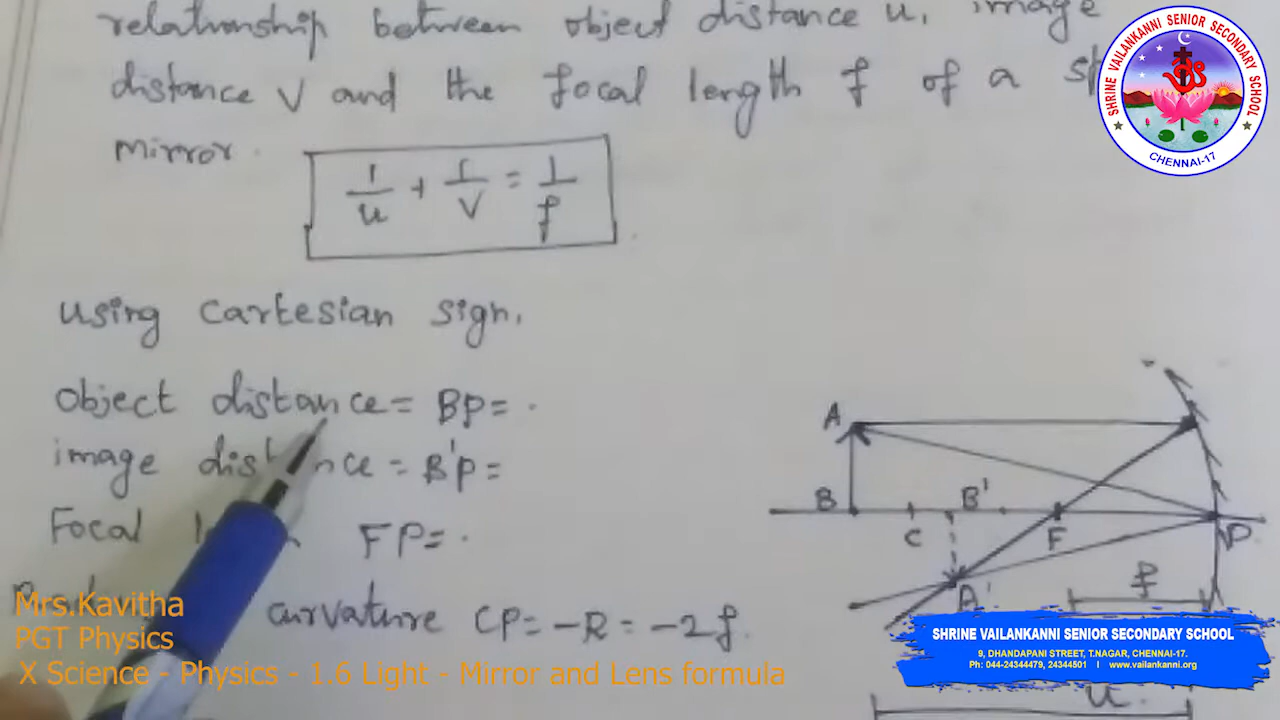 relationship between object distance u, image
distance v and the focal length f of a
mirror.
1/u + 1/v = 1/f
using cartesian sign,
object distance = BP =
image distance = B'P =
Focal FP =
curvature CP = -R = -2f.
A
B
C
B'
F
P
A'
f
u
Mrs.Kavitha
PGT Physics
X Science - Physics - 1.6 Light - Mirror and Lens formula
SHRINE VAILANKANNI SENIOR SECONDARY SCHOOL
CHENNAI-17
SHRINE VAILANKANNI SENIOR SECONDARY SCHOOL
9, DHANDAPANI STREET, T.NAGAR, CHENNAI-17.
Ph: 044-24344479, 24344501 | www.vailankanni.org